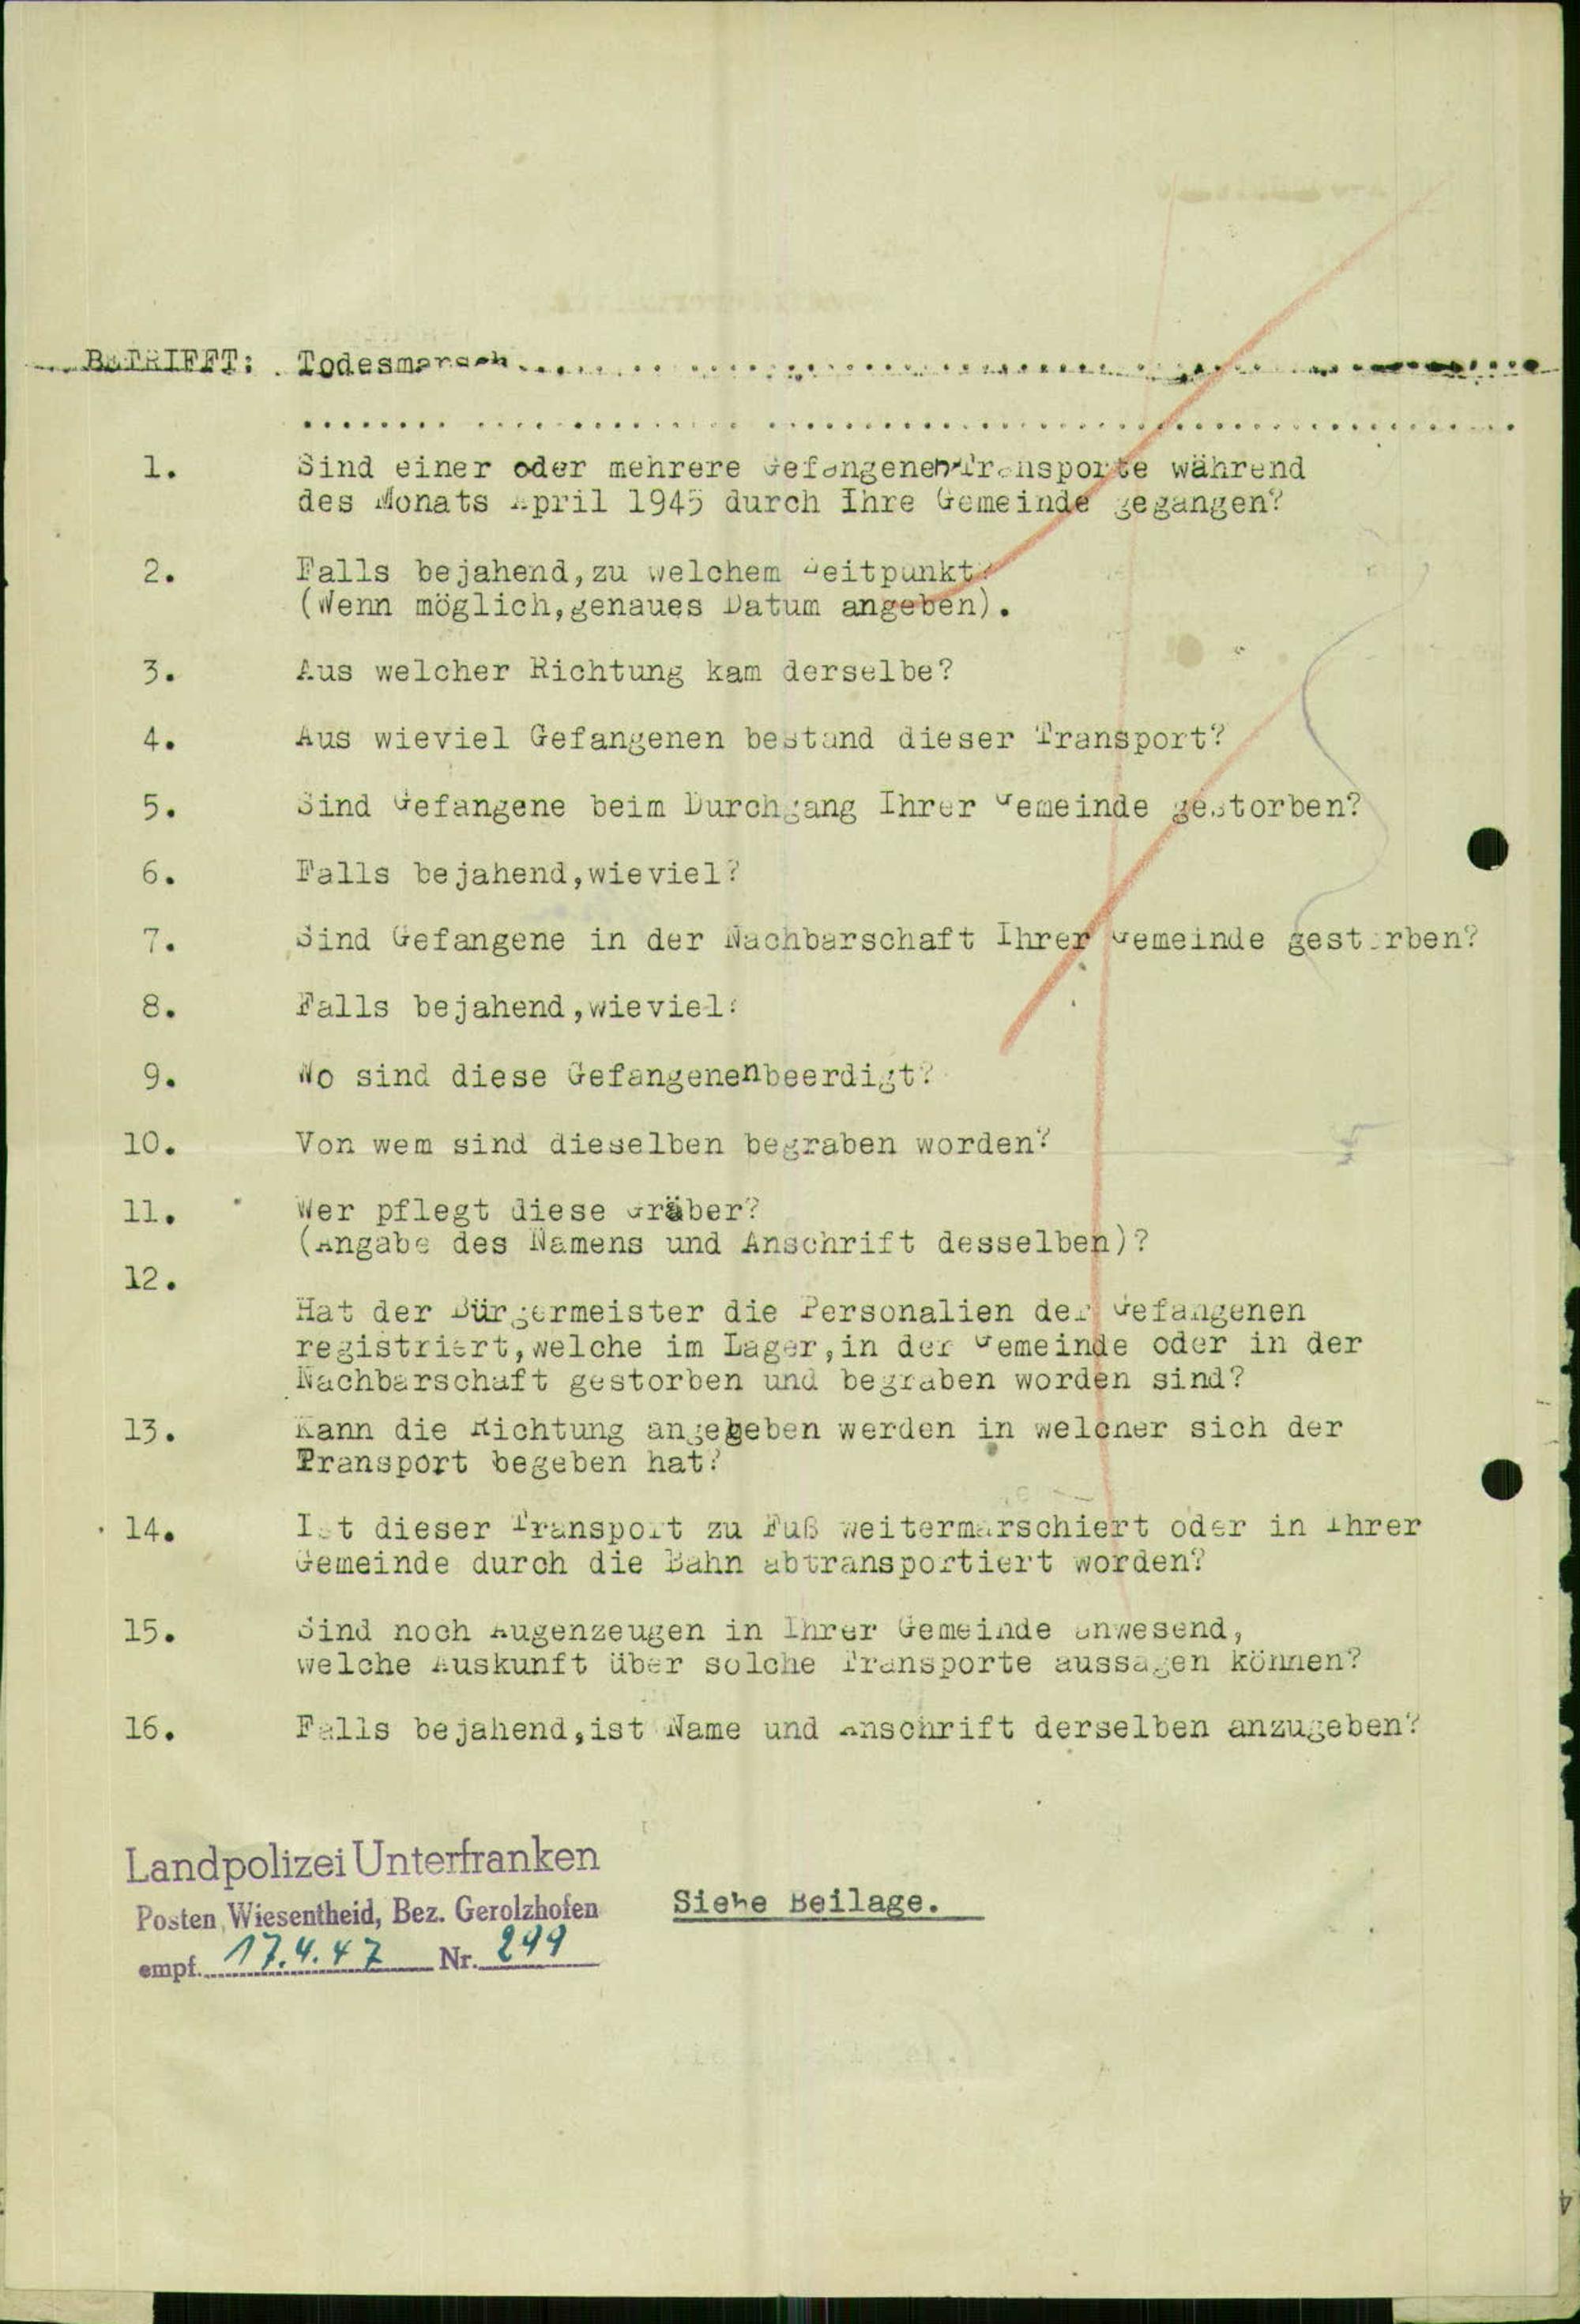 BETRIFFT: Todesmarsch..........................................
..........................................................
1. Sind einer oder mehrere Gefangenen-Transporte während
des Monats April 1945 durch Ihre Gemeinde gegangen?
2. Falls bejahend,zu welchem Zeitpunkt?
(Wenn möglich,genaues Datum angeben).
3. Aus welcher Richtung kam derselbe?
4. Aus wieviel Gefangenen bestand dieser Transport?
5. Sind Gefangene beim Durchgang Ihrer Gemeinde gestorben?
6. Falls bejahend,wieviel?
7. Sind Gefangene in der Nachbarschaft Ihrer Gemeinde gestorben?
8. Falls bejahend,wieviel?
9. Wo sind diese Gefangenenbeerdigt?
10. Von wem sind dieselben begraben worden?
11. Wer pflegt diese Gräber?
(Angabe des Namens und Anschrift desselben)?
12.
Hat der Bürgermeister die Personalien der Gefangenen
registriert,welche im Lager,in der Gemeinde oder in der
Nachbarschaft gestorben und begraben worden sind?
13. Kann die Richtung angegeben werden in welcher sich der
Transport begeben hat?
14. Ist dieser Transport zu Fuß weitermarschiert oder in Ihrer
Gemeinde durch die Bahn abtransportiert worden?
15. Sind noch Augenzeugen in Ihrer Gemeinde anwesend,
welche Auskunft über solche Transporte aussagen können?
16. Falls bejahend,ist Name und Anschrift derselben anzugeben?
Landpolizei Unterfranken
Posten Wiesentheid, Bez. Gerolzhofen
empf. 17.4.47 Nr. 299
Siehe Beilage.